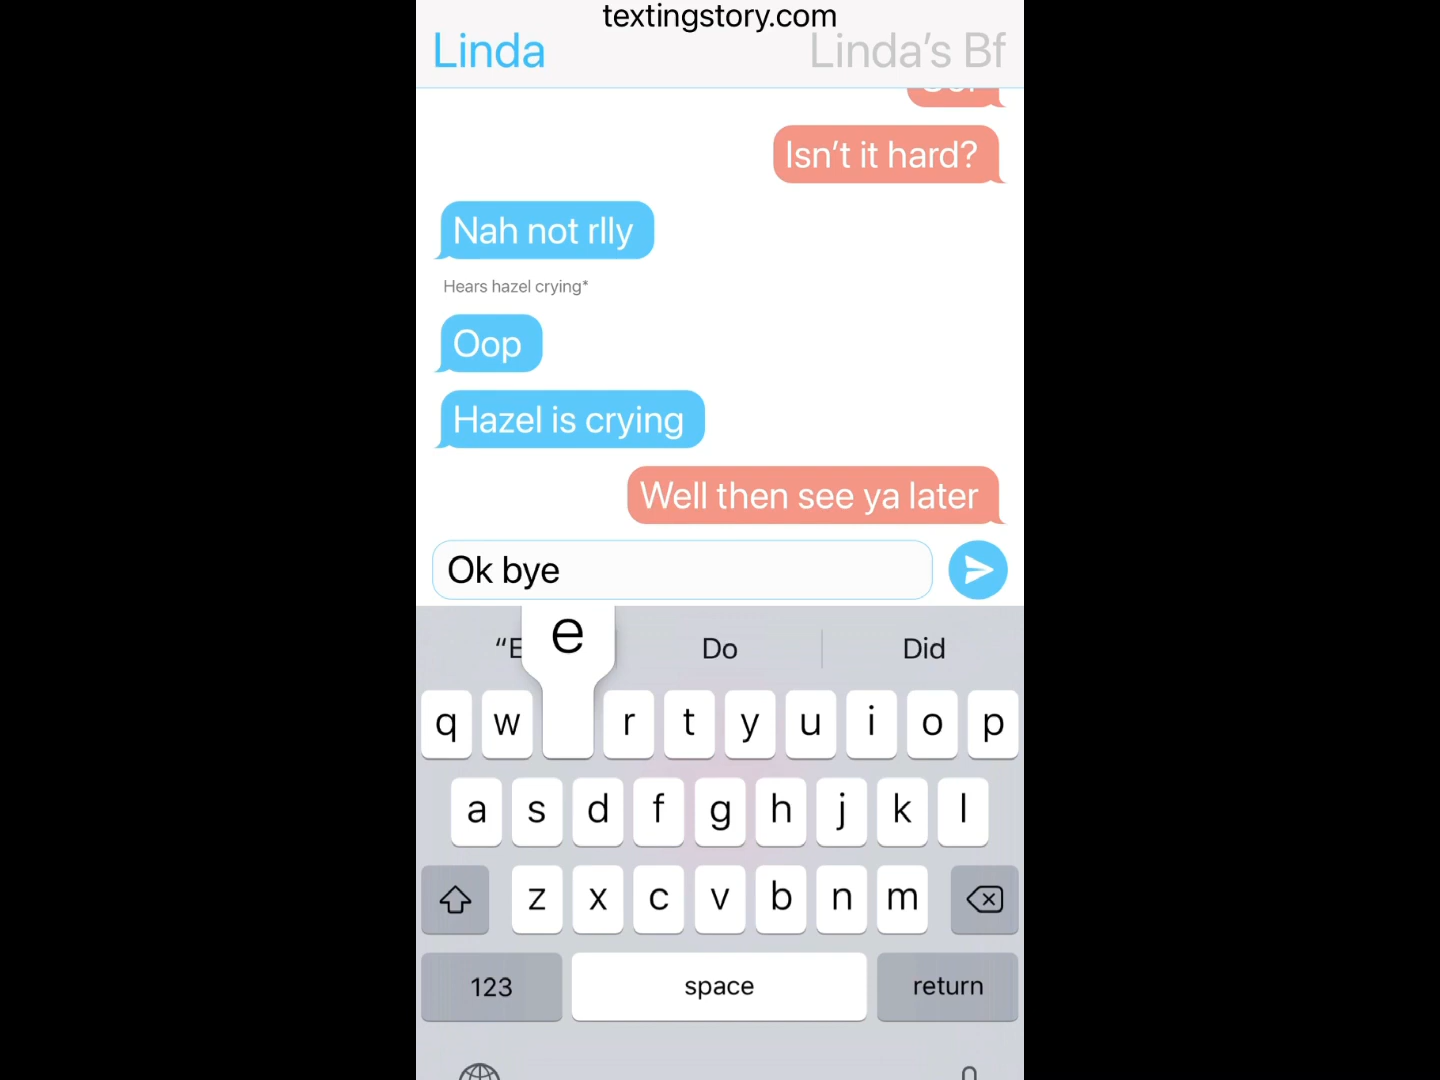 textingstory.com
Linda Linda's Bf
Isn't it hard?
Nah not rlly
Hears hazel crying*
Oop
Hazel is crying
Well then see ya later
Ok bye
e
Do Did
q w r t y u i o p
a s d f g h j k l
z x c v b n m
123 space return